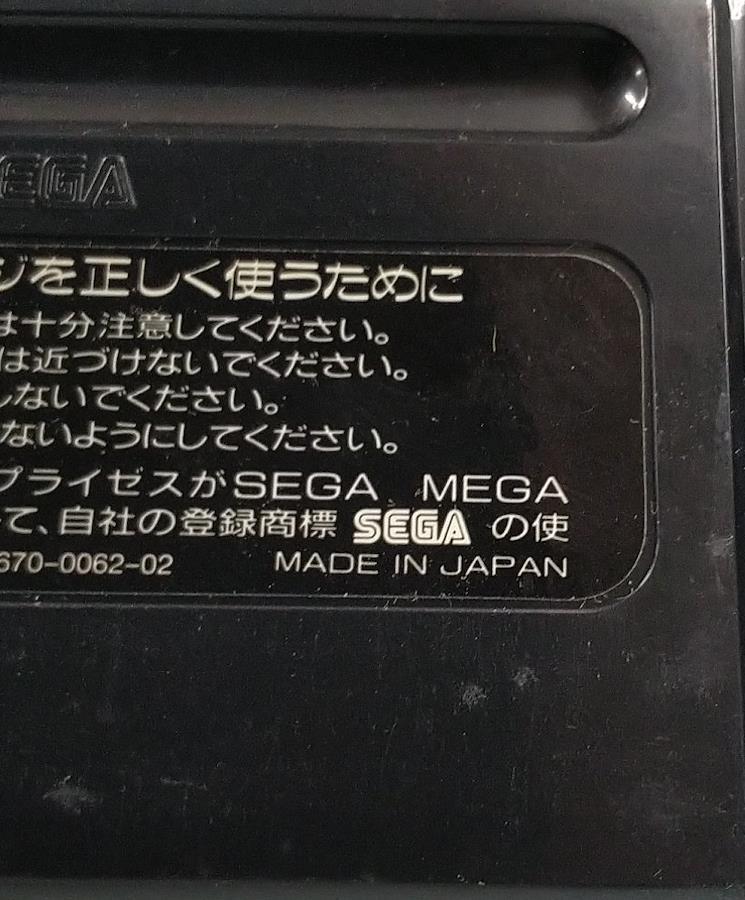 SEGA
ジを正しく使うために
は十分注意してください。
は近づけないでください。
しないでください。
ないようにしてください。
プライゼスがSEGA MEGA
て、自社の登録商標 SEGA の使
670-0062-02 MADE IN JAPAN